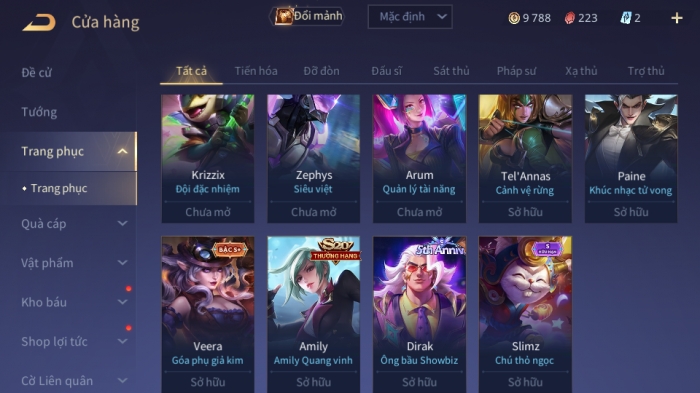 Cửa hàng
Đổi mảnh
Mặc định
9 788
223
2
Đề cử
Tướng
Trang phục
Trang phục
Quà cáp
Vật phẩm
Kho báu
Shop lợi tức
Cờ Liên quân
Tất cả
Tiến hóa
Đỡ đòn
Đấu sĩ
Sát thủ
Pháp sư
Xạ thủ
Trợ thủ
Krizzix
Đội đặc nhiệm
Chưa mở
Zephys
Siêu việt
Chưa mở
Arum
Quản lý tài năng
Chưa mở
Tel'Annas
Cảnh vệ rừng
Sở hữu
Paine
Khúc nhạc tử vong
Sở hữu
BẬC S+
Veera
Góa phụ giả kim
Sở hữu
S20
THƯỞNG HẠNG
Amily
Amily Quang vinh
Sở hữu
5th Anniv
Dirak
Ông bầu Showbiz
Sở hữu
S
Slimz
Chú thỏ ngọc
Sở hữu